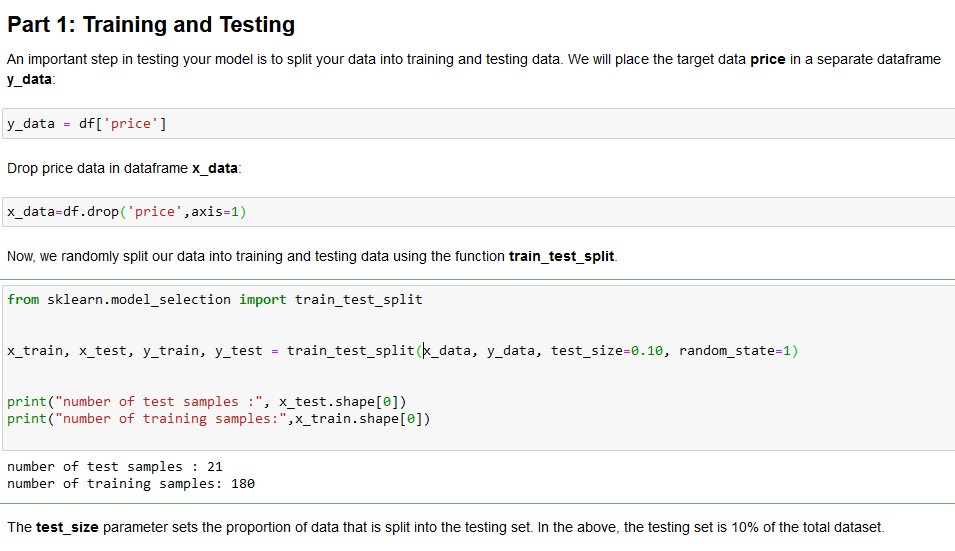 Part 1: Training and Testing
An important step in testing your model is to split your data into training and testing data. We will place the target data price in a separate dataframe
y_data:
y_data = df['price']
Drop price data in dataframe x_data:
x_data=df.drop('price',axis=1)
Now, we randomly split our data into training and testing data using the function train_test_split.
from sklearn.model_selection import train_test_split
x_train, x_test, y_train, y_test = train_test_split(x_data, y_data, test_size=0.10, random_state=1)
print("number of test samples :", x_test.shape[0])
print("number of training samples:",x_train.shape[0])
number of test samples : 21
number of training samples: 180
The test_size parameter sets the proportion of data that is split into the testing set. In the above, the testing set is 10% of the total dataset.